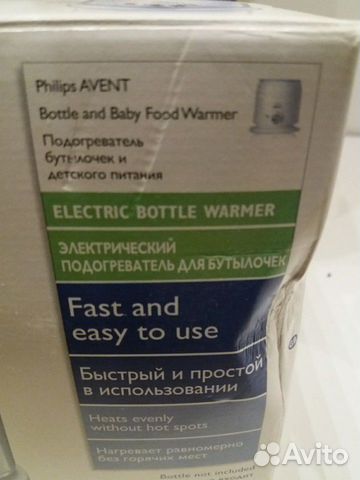 Philips AVENT
Bottle and Baby Food Warmer
Подогреватель
бутылочек и
детского питания
ELECTRIC BOTTLE WARMER
ЭЛЕКТРИЧЕСКИЙ
ПОДОГРЕВАТЕЛЬ ДЛЯ БУТЫЛОЧЕК
Fast and
easy to use
Быстрый и простой
в использовании
Heats evenly
without hot spots
Нагревает равномерно
без горячих мест
Bottle not included
входит
Avito